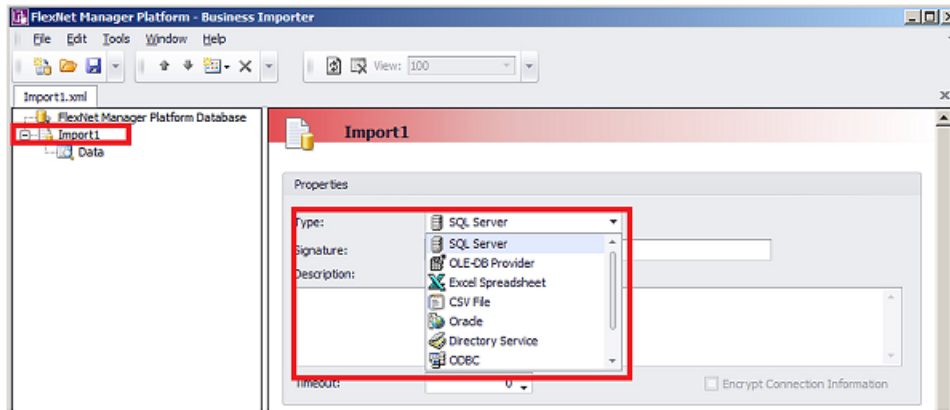 FlexNet Manager Platform - Business Importer
File Edit Tools Window Help
View: 100
Import1.xml
FlexNet Manager Platform Database
Import1
Data
Import1
Properties
Type: SQL Server
SQL Server
Signature:
OLE-DB Provider
Description:
Excel Spreadsheet
CSV File
Oracle
Directory Service
ODBC
Timeout: 0
Encrypt Connection Information